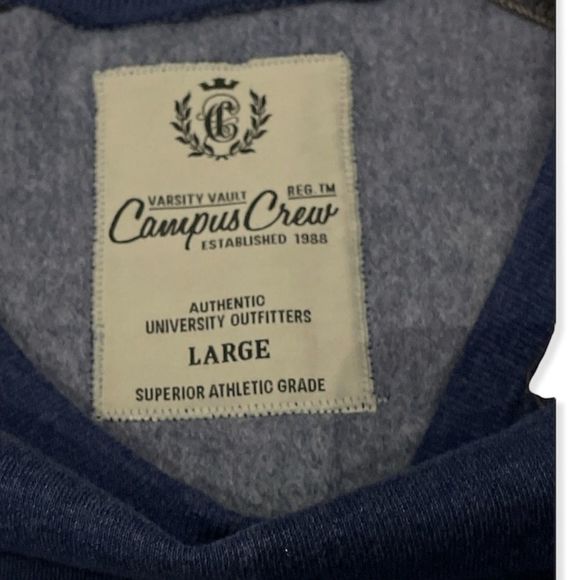 C
VARSITY VAULT REG. TM
Campus Crew
ESTABLISHED 1988
AUTHENTIC
UNIVERSITY OUTFITTERS
LARGE
SUPERIOR ATHLETIC GRADE